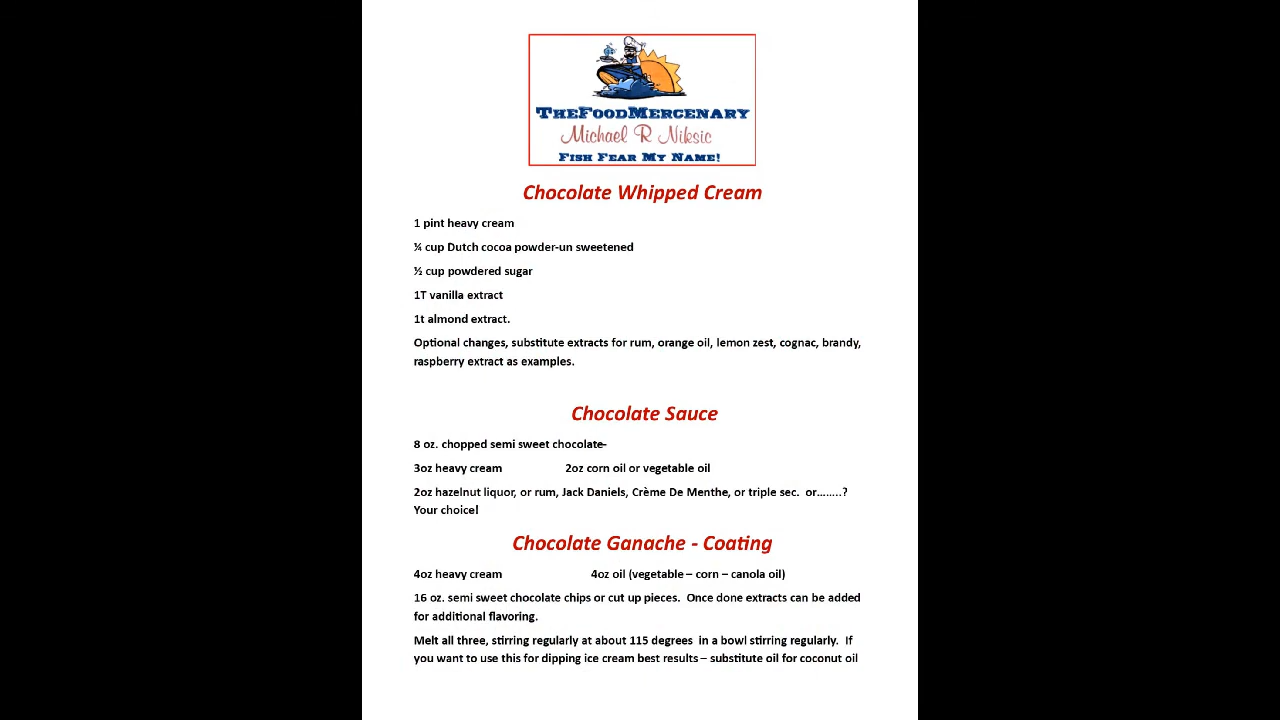 TheFoodMercenary
Michael R Niksic
Fish Fear My Name!
Chocolate Whipped Cream
1 pint heavy cream
¼ cup Dutch cocoa powder-un sweetened
½ cup powdered sugar
1T vanilla extract
1t almond extract.
Optional changes, substitute extracts for rum, orange oil, lemon zest, cognac, brandy,
raspberry extract as examples.
Chocolate Sauce
8 oz. chopped semi sweet chocolate-
3oz heavy cream 2oz corn oil or vegetable oil
2oz hazelnut liquor, or rum, Jack Daniels, Crème De Menthe, or triple sec.  or……..?
Your choice!
Chocolate Ganache - Coating
4oz heavy cream 4oz oil (vegetable – corn – canola oil)
16 oz. semi sweet chocolate chips or cut up pieces.  Once done extracts can be added
for additional flavoring.
Melt all three, stirring regularly at about 115 degrees  in a bowl stirring regularly.  If
you want to use this for dipping ice cream best results – substitute oil for coconut oil